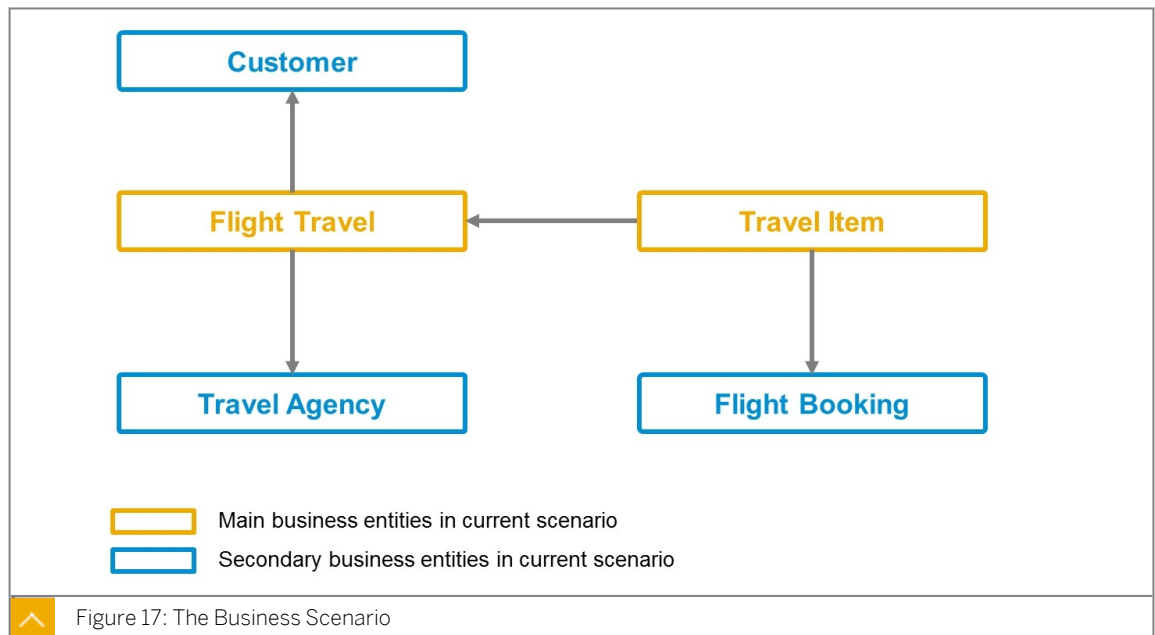 Customer
Flight Travel
Travel Item
Travel Agency
Flight Booking
Main business entities in current scenario
Secondary business entities in current scenario
Figure 17: The Business Scenario